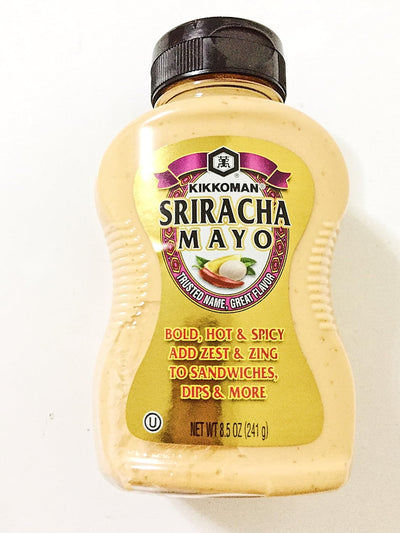 萬
KIKKOMAN®
SRIRACHA
MAYO
TRUSTED NAME, GREAT FLAVOR
BOLD, HOT & SPICY
ADD ZEST & ZING
TO SANDWICHES,
DIPS & MORE
U
NET WT 8.5 OZ (241 g)